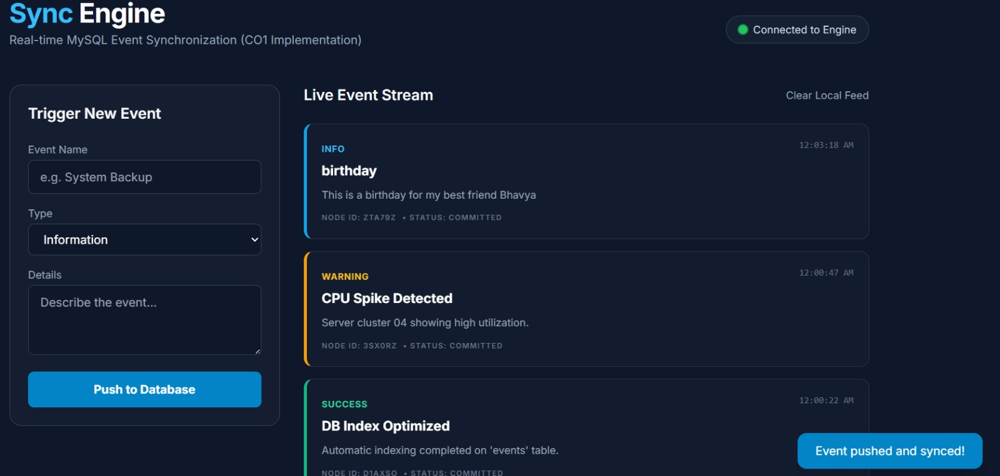 Sync Engine
Real-time MySQL Event Synchronization (CO1 Implementation)
Connected to Engine
Trigger New Event
Event Name
e.g. System Backup
Type
Information
Details
Describe the event...
Push to Database
Live Event Stream
Clear Local Feed
INFO
12:03:18 AM
birthday
This is a birthday for my best friend Bhavya
NODE ID: ZTA79Z • STATUS: COMMITTED
WARNING
12:00:47 AM
CPU Spike Detected
Server cluster 04 showing high utilization.
NODE ID: 3SX0RZ • STATUS: COMMITTED
SUCCESS
12:00:22 AM
DB Index Optimized
Automatic indexing completed on 'events' table.
NODE ID: D1AXSO • STATUS: COMMITTED
Event pushed and synced!